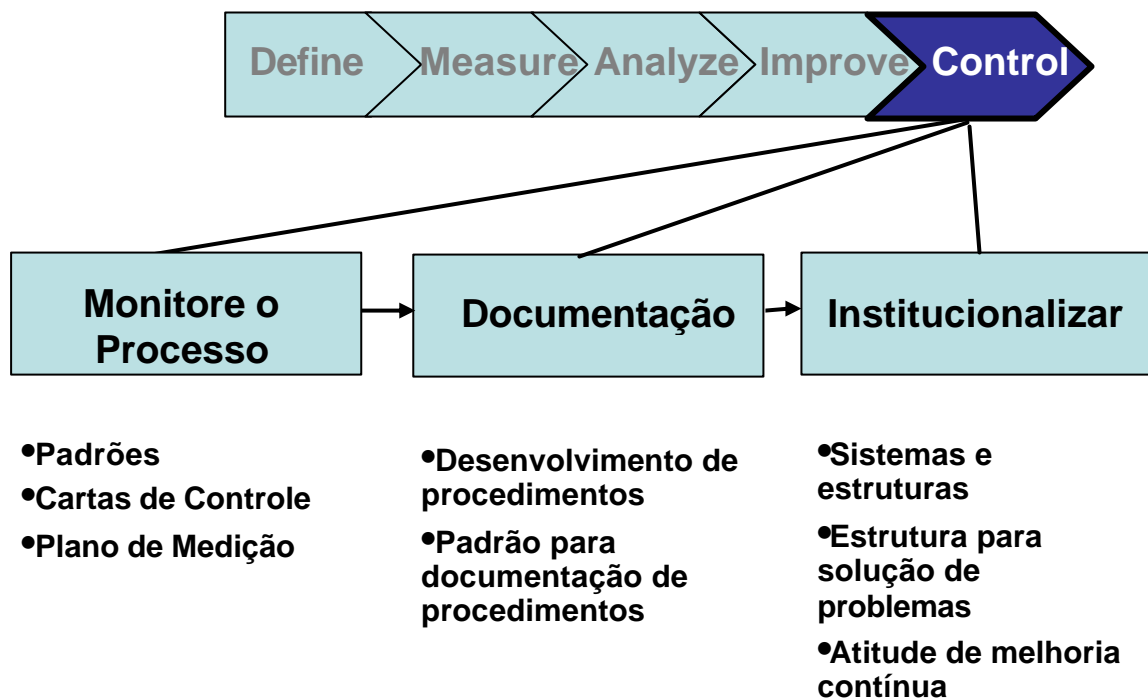 Define Measure Analyze Improve Control
Monitore o
Processo
Documentação
Institucionalizar
•Padrões
•Cartas de Controle
•Plano de Medição
•Desenvolvimento de
procedimentos
•Padrão para
documentação de
procedimentos
•Sistemas e
estruturas
•Estrutura para
solução de
problemas
•Atitude de melhoria
contínua